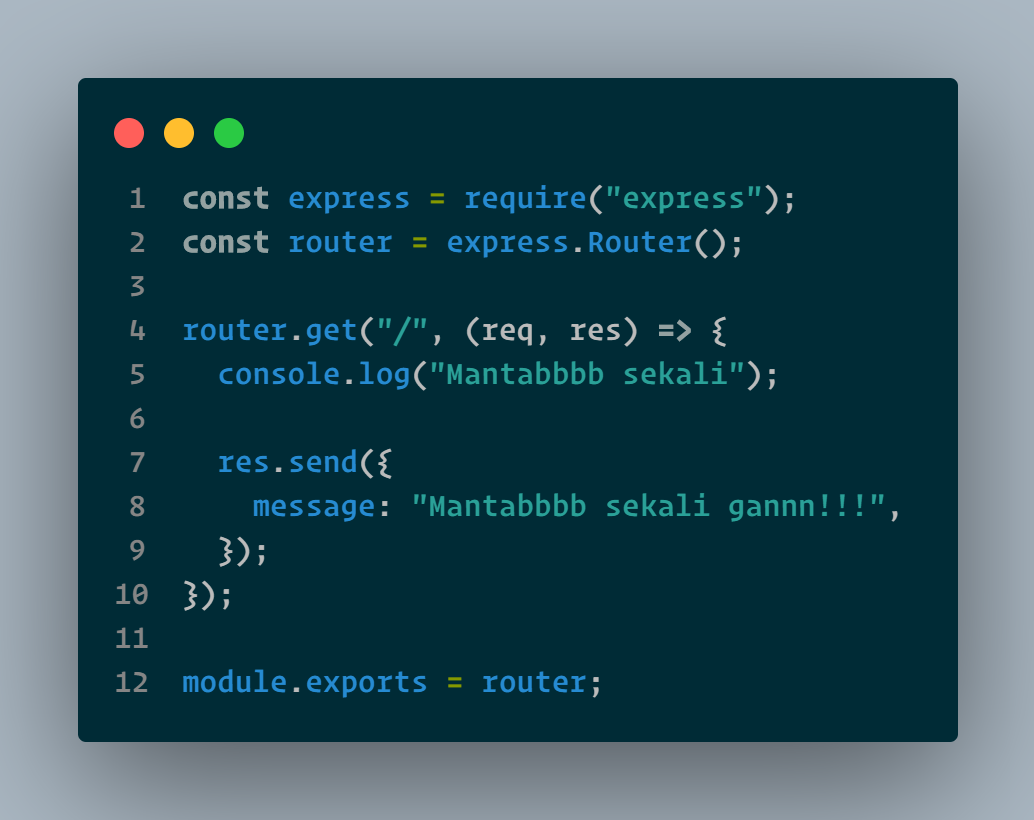 1 const express = require("express");
2 const router = express.Router();
3
4 router.get("/", (req, res) => {
5   console.log("Mantabbbb sekali");
6
7   res.send({
8     message: "Mantabbbb sekali gannn!!!",
9   });
10 });
11
12 module.exports = router;